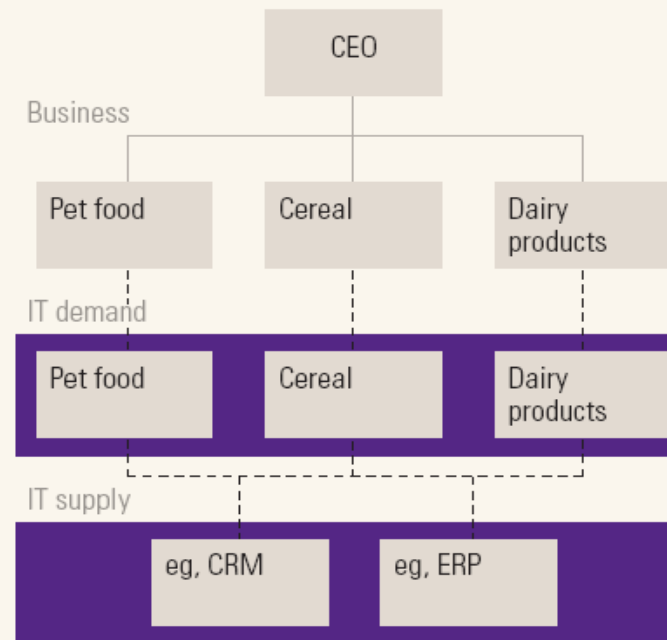 CEO
Business
Pet food
Cereal
Dairy
products
IT demand
Pet food
Cereal
Dairy
products
IT supply
eg, CRM
eg, ERP